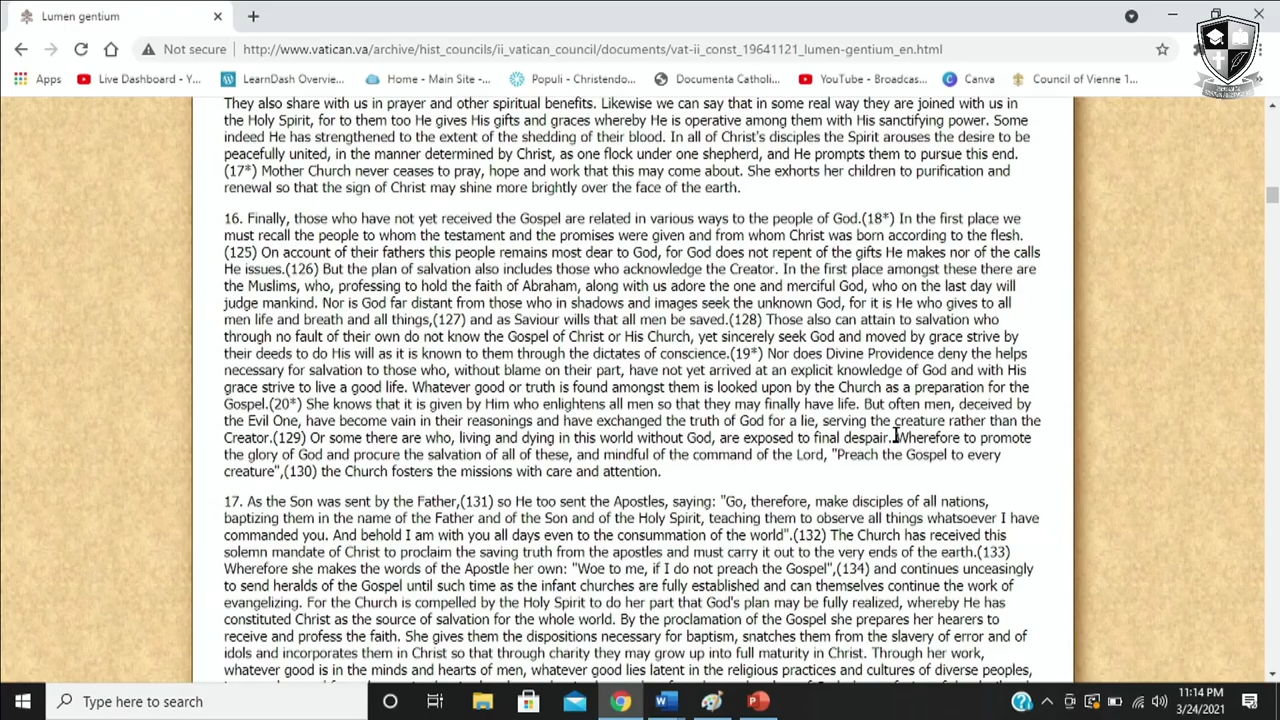 Lumen gentium
Not secure
http://www.vatican.va/archive/hist_councils/ii_vatican_council/documents/vat-ii_const_19641121_lumen-gentium_en.html
Apps
Live Dashboard - Y...
LearnDash Overvie...
Home - Main Site -...
Populi - Christendo...
Documenta Catholi...
YouTube - Broadcas...
Canva
Council of Vienne 1...
They also share with us in prayer and other spiritual benefits. Likewise we can say that in some real way they are joined with us in
the Holy Spirit, for to them too He gives His gifts and graces whereby He is operative among them with His sanctifying power. Some
indeed He has strengthened to the extent of the shedding of their blood. In all of Christ's disciples the Spirit arouses the desire to be
peacefully united, in the manner determined by Christ, as one flock under one shepherd, and He prompts them to pursue this end.
(17*) Mother Church never ceases to pray, hope and work that this may come about. She exhorts her children to purification and
renewal so that the sign of Christ may shine more brightly over the face of the earth.
16. Finally, those who have not yet received the Gospel are related in various ways to the people of God.(18*) In the first place we
must recall the people to whom the testament and the promises were given and from whom Christ was born according to the flesh.
(125) On account of their fathers this people remains most dear to God, for God does not repent of the gifts He makes nor of the calls
He issues.(126) But the plan of salvation also includes those who acknowledge the Creator. In the first place amongst these there are
the Muslims, who, professing to hold the faith of Abraham, along with us adore the one and merciful God, who on the last day will
judge mankind. Nor is God far distant from those who in shadows and images seek the unknown God, for it is He who gives to all
men life and breath and all things,(127) and as Saviour wills that all men be saved.(128) Those also can attain to salvation who
through no fault of their own do not know the Gospel of Christ or His Church, yet sincerely seek God and moved by grace strive by
their deeds to do His will as it is known to them through the dictates of conscience.(19*) Nor does Divine Providence deny the helps
necessary for salvation to those who, without blame on their part, have not yet arrived at an explicit knowledge of God and with His
grace strive to live a good life. Whatever good or truth is found amongst them is looked upon by the Church as a preparation for the
Gospel.(20*) She knows that it is given by Him who enlightens all men so that they may finally have life. But often men, deceived by
the Evil One, have become vain in their reasonings and have exchanged the truth of God for a lie, serving the creature rather than the
Creator.(129) Or some there are who, living and dying in this world without God, are exposed to final despair. Wherefore to promote
the glory of God and procure the salvation of all of these, and mindful of the command of the Lord, "Preach the Gospel to every
creature",(130) the Church fosters the missions with care and attention.
17. As the Son was sent by the Father,(131) so He too sent the Apostles, saying: "Go, therefore, make disciples of all nations,
baptizing them in the name of the Father and of the Son and of the Holy Spirit, teaching them to observe all things whatsoever I have
commanded you. And behold I am with you all days even to the consummation of the world".(132) The Church has received this
solemn mandate of Christ to proclaim the saving truth from the apostles and must carry it out to the very ends of the earth.(133)
Wherefore she makes the words of the Apostle her own: "Woe to me, if I do not preach the Gospel",(134) and continues unceasingly
to send heralds of the Gospel until such time as the infant churches are fully established and can themselves continue the work of
evangelizing. For the Church is compelled by the Holy Spirit to do her part that God's plan may be fully realized, whereby He has
constituted Christ as the source of salvation for the whole world. By the proclamation of the Gospel she prepares her hearers to
receive and profess the faith. She gives them the dispositions necessary for baptism, snatches them from the slavery of error and of
idols and incorporates them in Christ so that through charity they may grow up into full maturity in Christ. Through her work,
whatever good is in the minds and hearts of men, whatever good lies latent in the religious practices and cultures of diverse peoples,
Type here to search
11:14 PM
3/24/2021